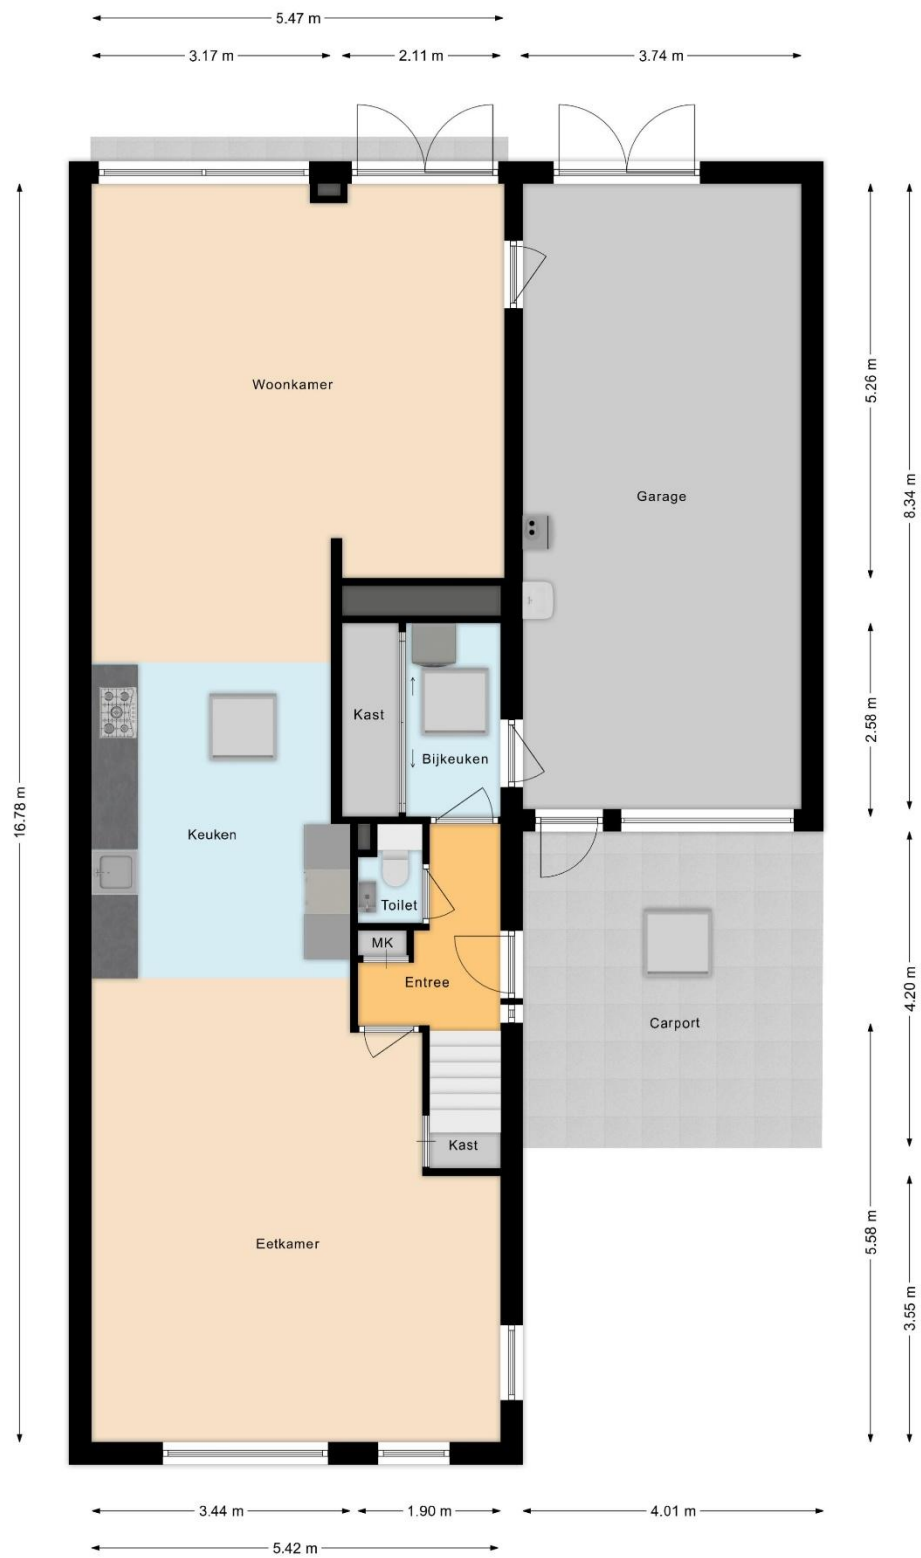 5.47 m
3.17 m
2.11 m
3.74 m
Woonkamer
5.26 m
Garage
8.34 m
Kast
2.58 m
Bijkeuken
16.78 m
Keuken
Toilet
MK
Entree
4.20 m
Carport
Kast
5.58 m
Eetkamer
3.55 m
3.44 m
1.90 m
4.01 m
5.42 m